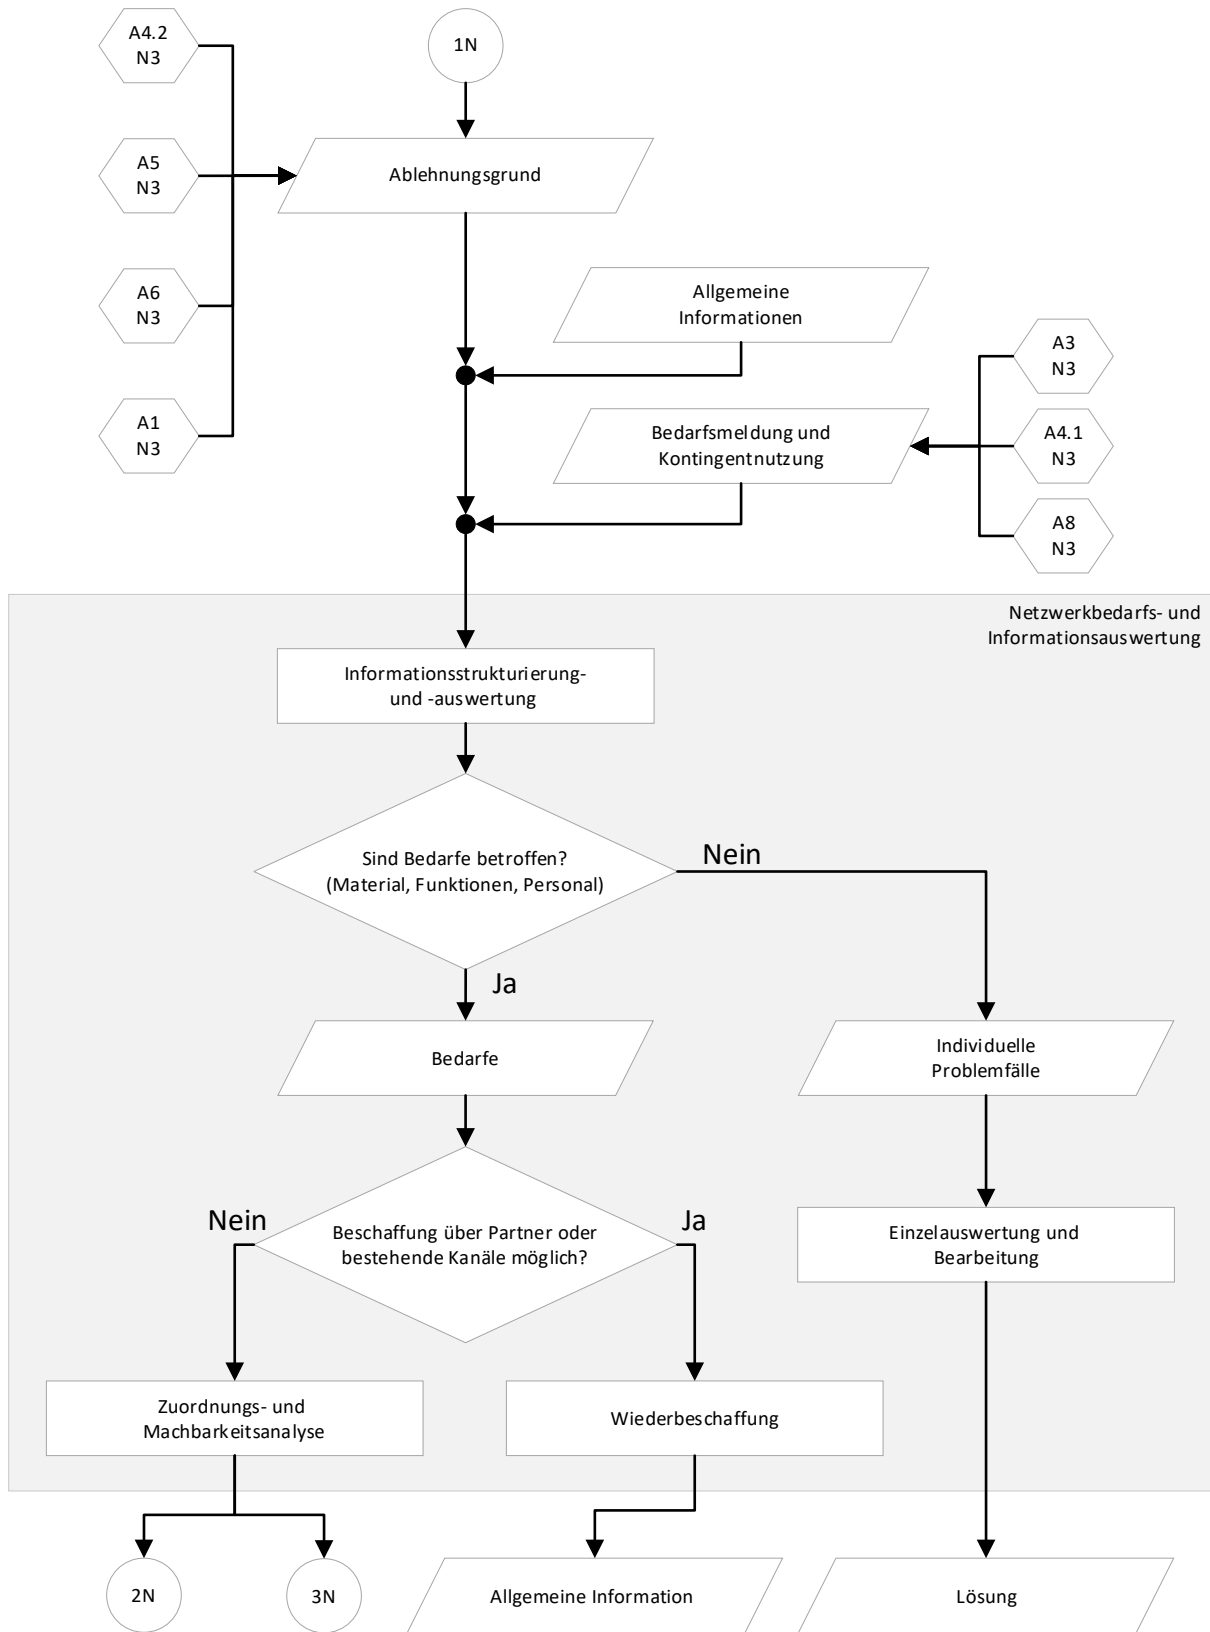 A4.2
N3
1N
A5
N3
Ablehnungsgrund
A6
N3
Allgemeine
Informationen
A3
N3
A1
N3
Bedarfsmeldung und
Kontingentnutzung
A4.1
N3
A8
N3
Netzwerkbedarfs- und
Informationsauswertung
Informationsstrukturierung-
und -auswertung
Sind Bedarfe betroffen?
(Material, Funktionen, Personal)
Nein
Ja
Bedarfe
Individuelle
Problemfälle
Nein
Beschaffung über Partner oder
bestehende Kanäle möglich?
Ja
Einzelauswertung und
Bearbeitung
Zuordnungs- und
Machbarkeitsanalyse
Wiederbeschaffung
2N
3N
Allgemeine Information
Lösung